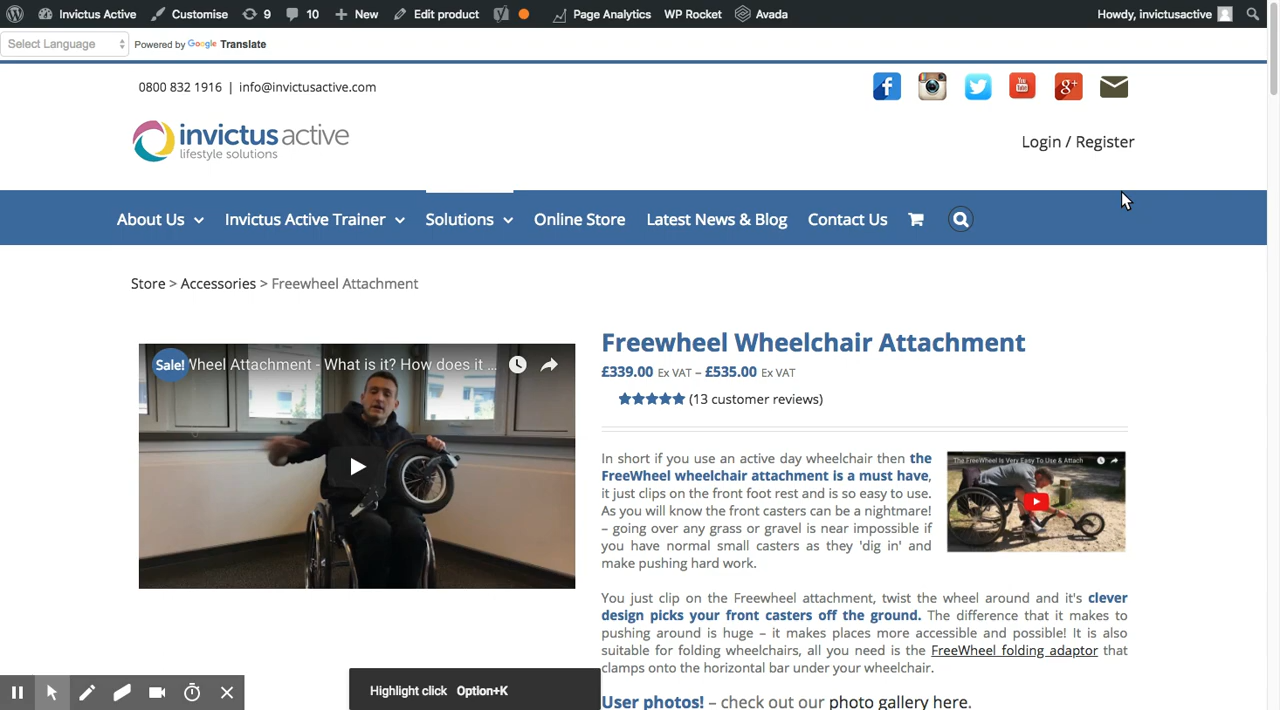 Invictus Active Customise 9 10 New Edit product Page Analytics WP Rocket Avada Howdy, invictusactive
Select Language Powered by Google Translate
0800 832 1916 | info@invictusactive.com
You Tube
g+
invictus active
lifestyle solutions
Login / Register
About Us Invictus Active Trainer Solutions Online Store Latest News & Blog Contact Us
Store > Accessories > Freewheel Attachment
Sale! Wheel Attachment - What is it? How does it ...
Freewheel Wheelchair Attachment
£339.00 Ex VAT – £535.00 Ex VAT
(13 customer reviews)
In short if you use an active day wheelchair then the
FreeWheel wheelchair attachment is a must have,
it just clips on the front foot rest and is so easy to use.
As you will know the front casters can be a nightmare!
– going over any grass or gravel is near impossible if
you have normal small casters as they 'dig in' and
make pushing hard work.
The FreeWheel Is Very Easy To Use & Attach
You just clip on the Freewheel attachment, twist the wheel around and it's clever
design picks your front casters off the ground. The difference that it makes to
pushing around is huge – it makes places more accessible and possible! It is also
suitable for folding wheelchairs, all you need is the FreeWheel folding adaptor that
clamps onto the horizontal bar under your wheelchair.
User photos! – check out our photo gallery here.
Highlight click Option+K